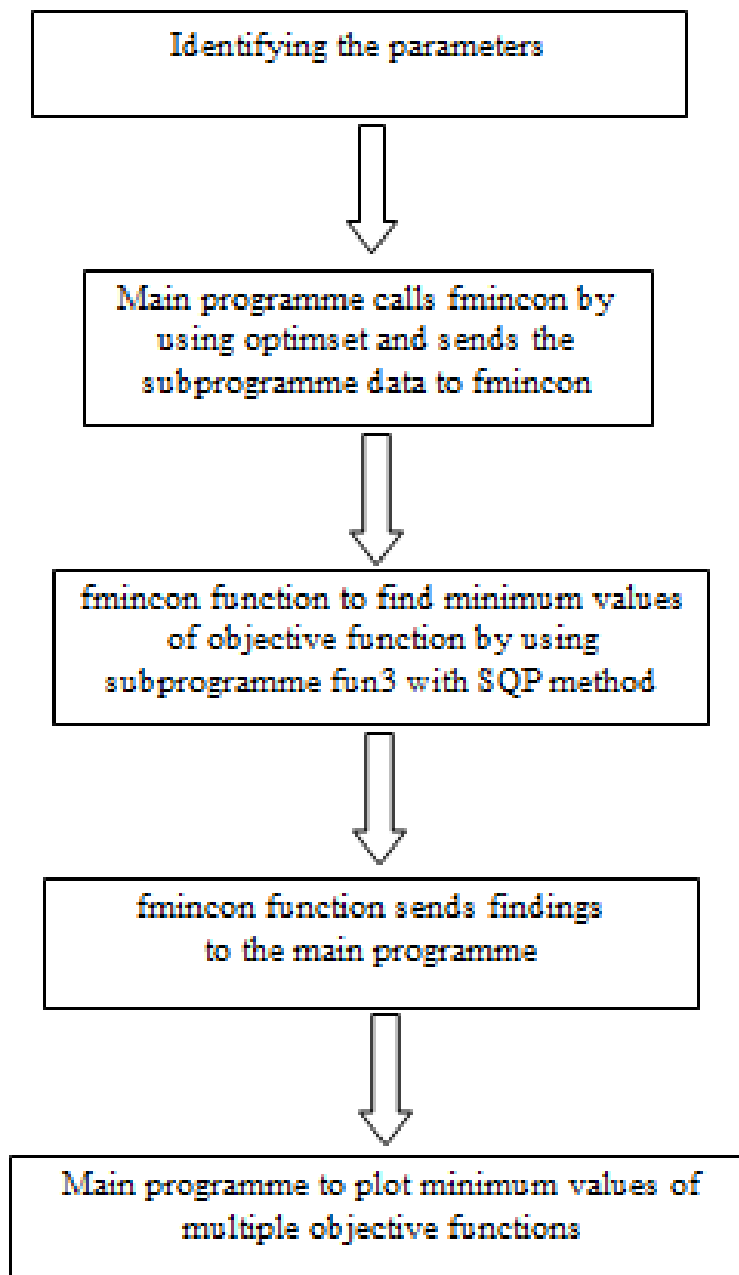 Identifying the parameters
Main programme calls fmincon by
using optimset and sends the
subprogramme data to fmincon
fmincon function to find minimum values
of objective function by using
subprogramme fun3 with SQP method
fmincon function sends findings
to the main programme
Main programme to plot minimum values of
multiple objective functions